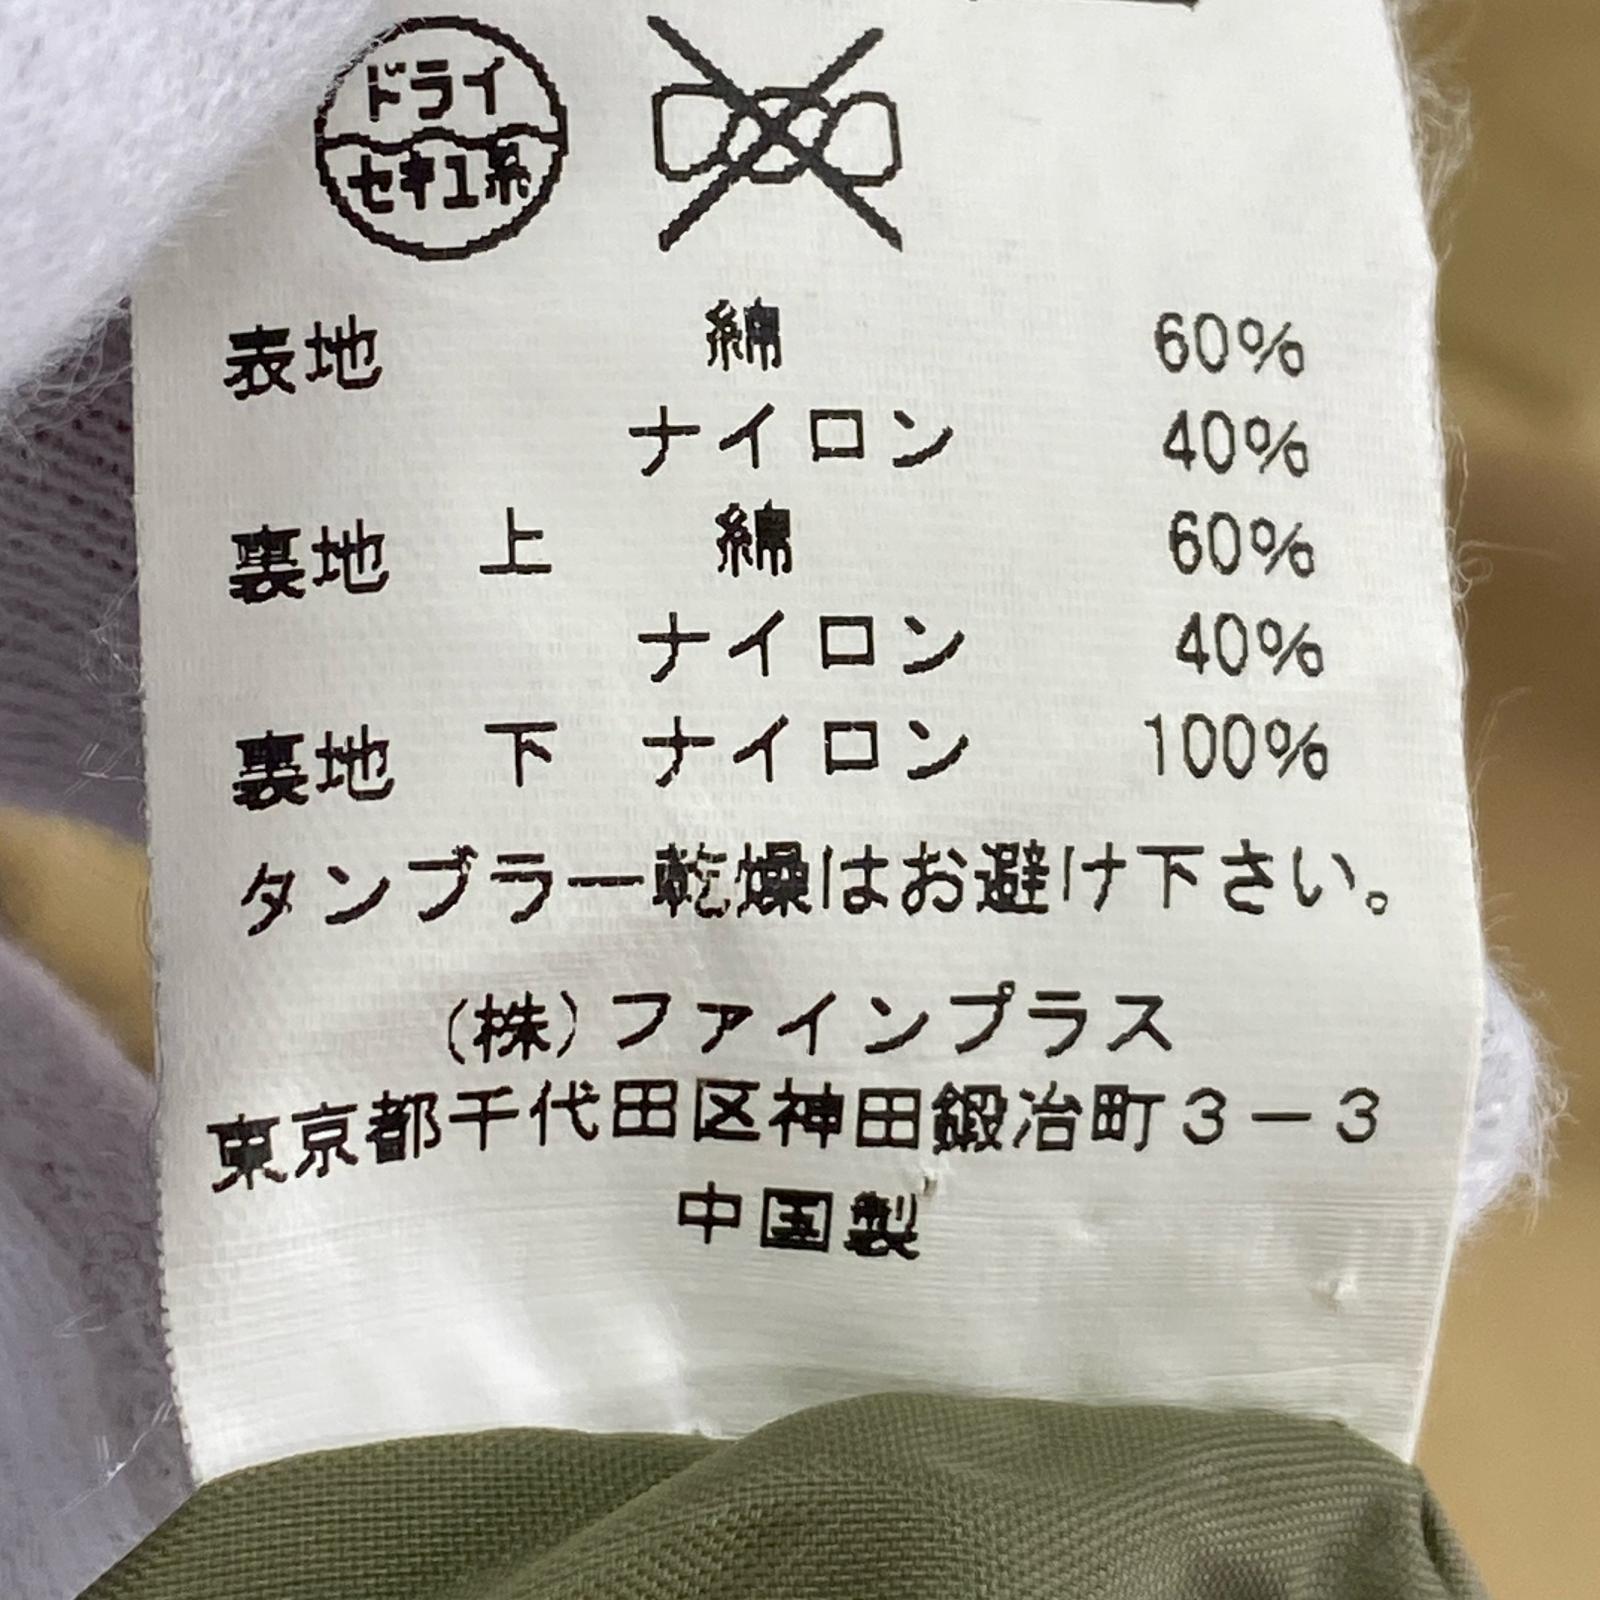 ドライ
セキユ系
表地 綿 60%
ナイロン 40%
裏地 上 綿 60%
ナイロン 40%
裏地 下 ナイロン 100%
タンブラー乾燥はお避け下さい。
(株)ファインプラス
東京都千代田区神田鍛冶町3-3
中国製